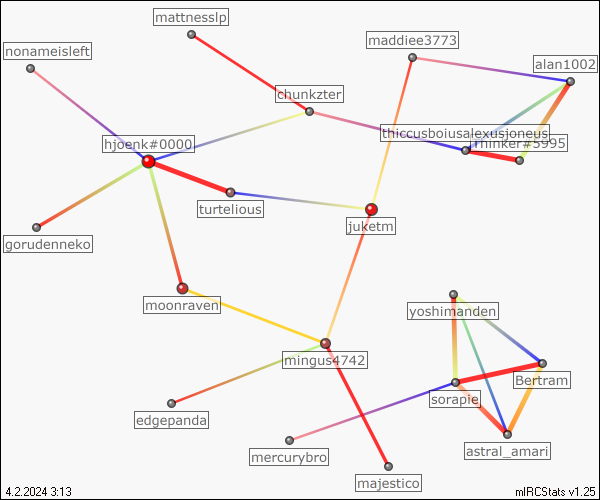 mattnesslp
maddiee3773
nonameisleft
alan1002
chunkzter
thiccusboiusalexusjoneus
rhinker#5995
hjoenk#0000
turtelious
juketm
gorudenneko
moonraven
yoshimanden
mingus4742
Bertram
sorapie
edgepanda
astral_amari
mercurybro
majestico
4.2.2024 3:13
mIRCStats v1.25